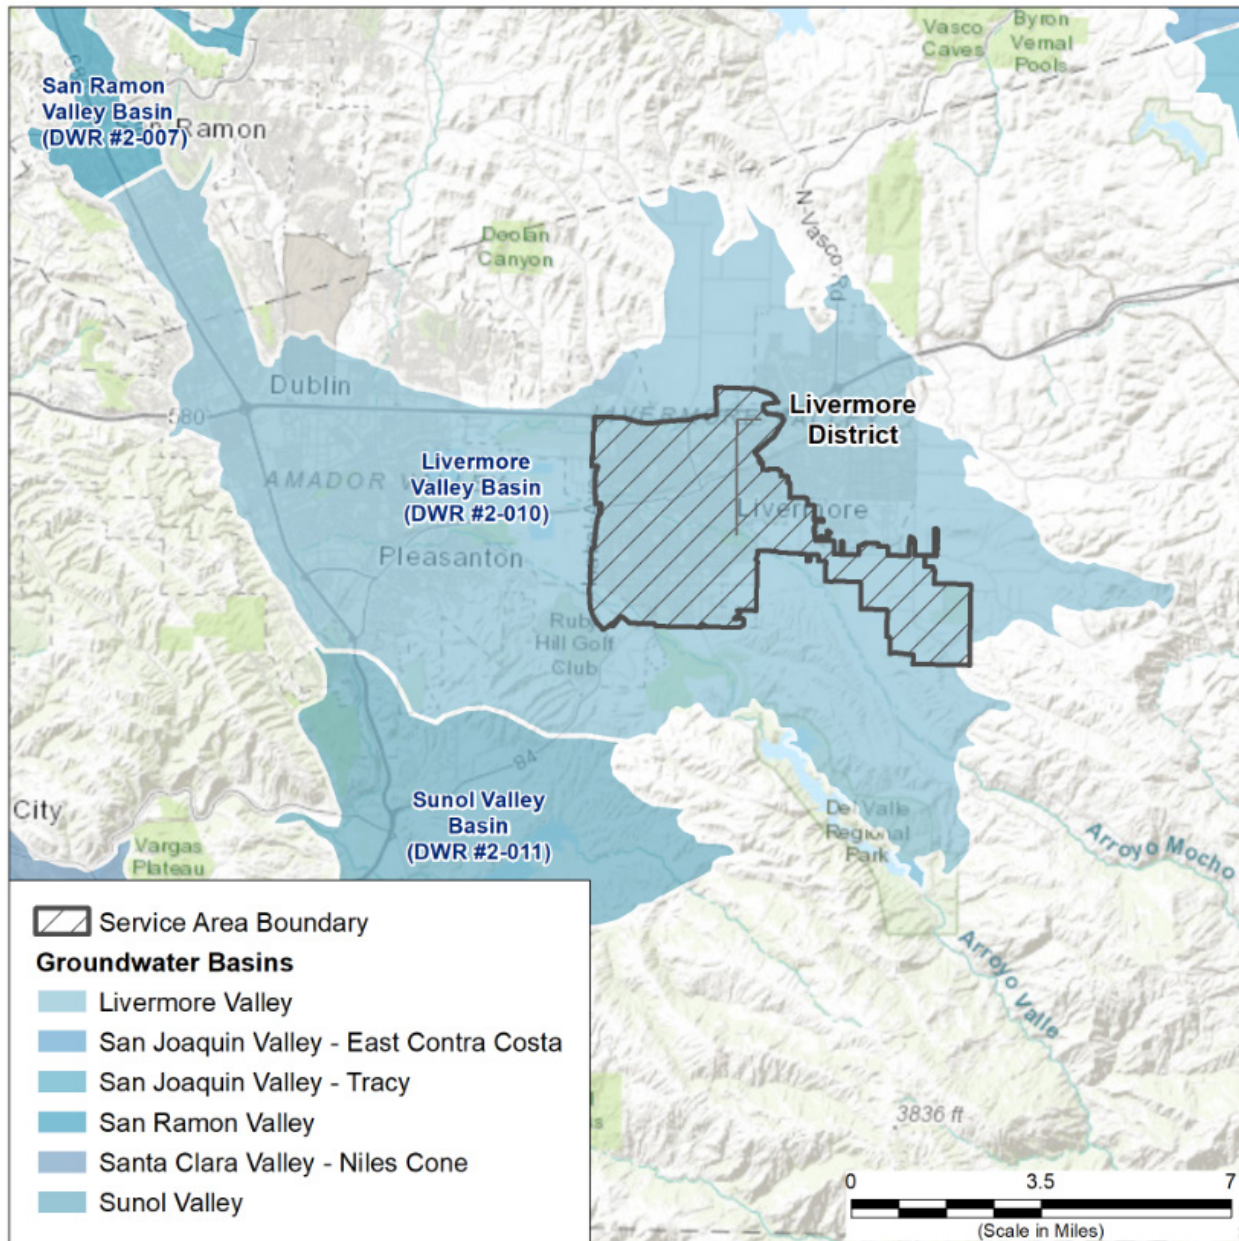 Vasco
Caves
Byron
Vernal
Pools
680
San Ramon
Valley Basin
(DWR #2-007)
n Ramon
N Vasco Rd
Doolan
Canyon
Dublin
580
LIVERMORE
Livermore
District
Livermore
Valley Basin
(DWR #2-010)
AMADOR VALLEY
Livermore
Pleasanton
Ruby
Hill Golf
Club
84
Sunol Valley
Basin
(DWR #2-011)
City
Vargas
Plateau
Del Valle
Regional
Park
Arroyo Mocho
Arroyo Valle
3836 ft
Service Area Boundary
Groundwater Basins
Livermore Valley
San Joaquin Valley - East Contra Costa
San Joaquin Valley - Tracy
San Ramon Valley
Santa Clara Valley - Niles Cone
Sunol Valley
0 3.5 7
(Scale in Miles)